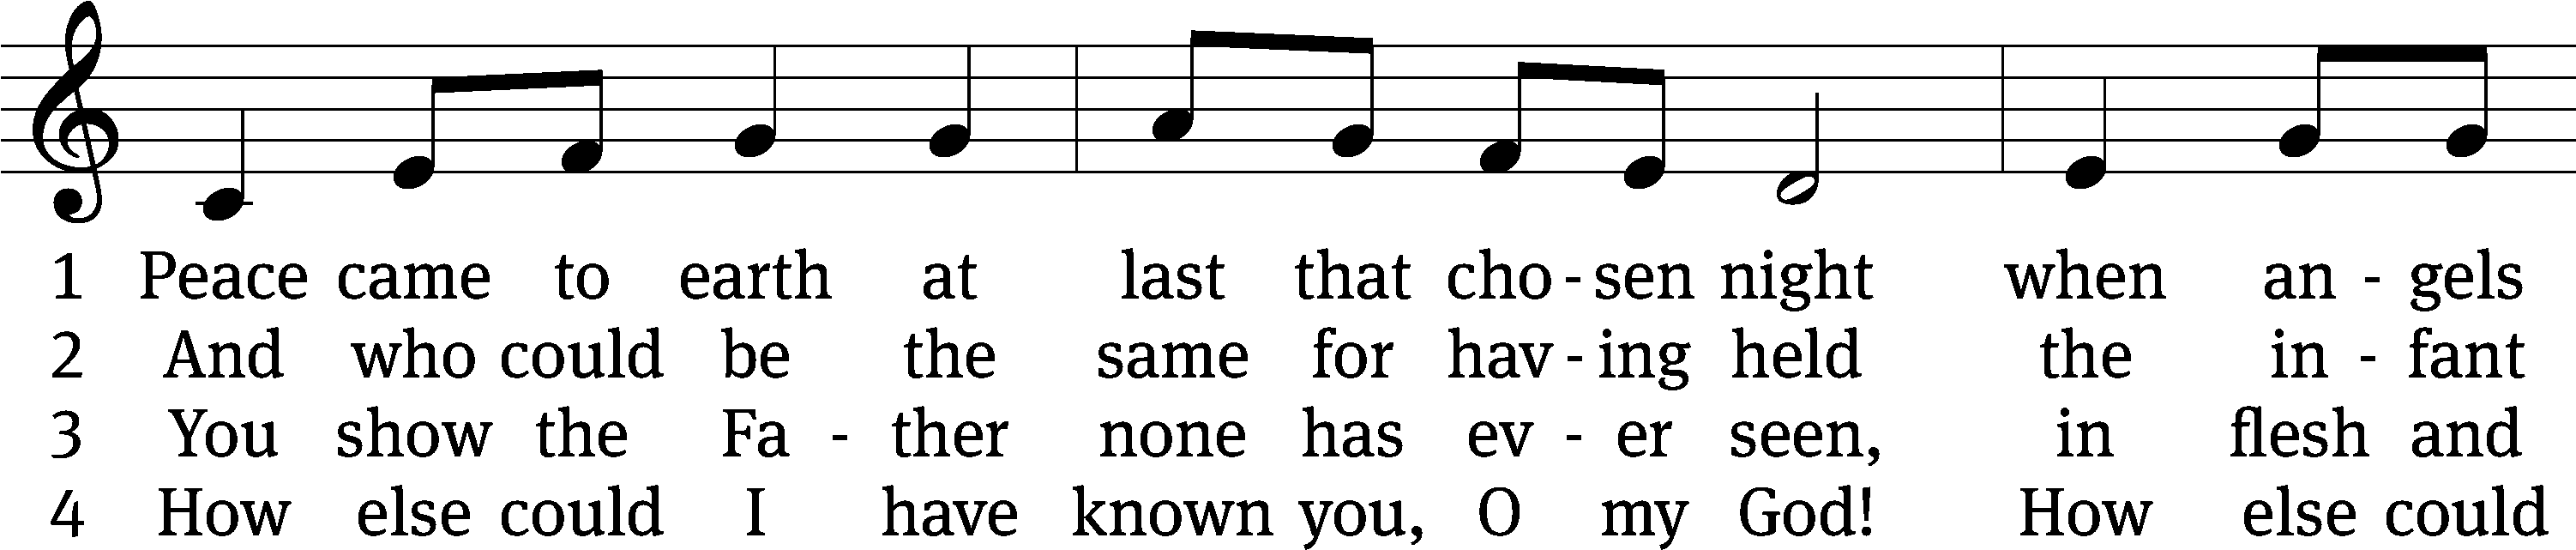 1 Peace came to earth at last that cho - sen night when an - gels
2 And who could be the same for hav - ing held the in - fant
3 You show the Fa - ther none has ev - er seen, in flesh and
4 How else could I have known you, O my God! How else could